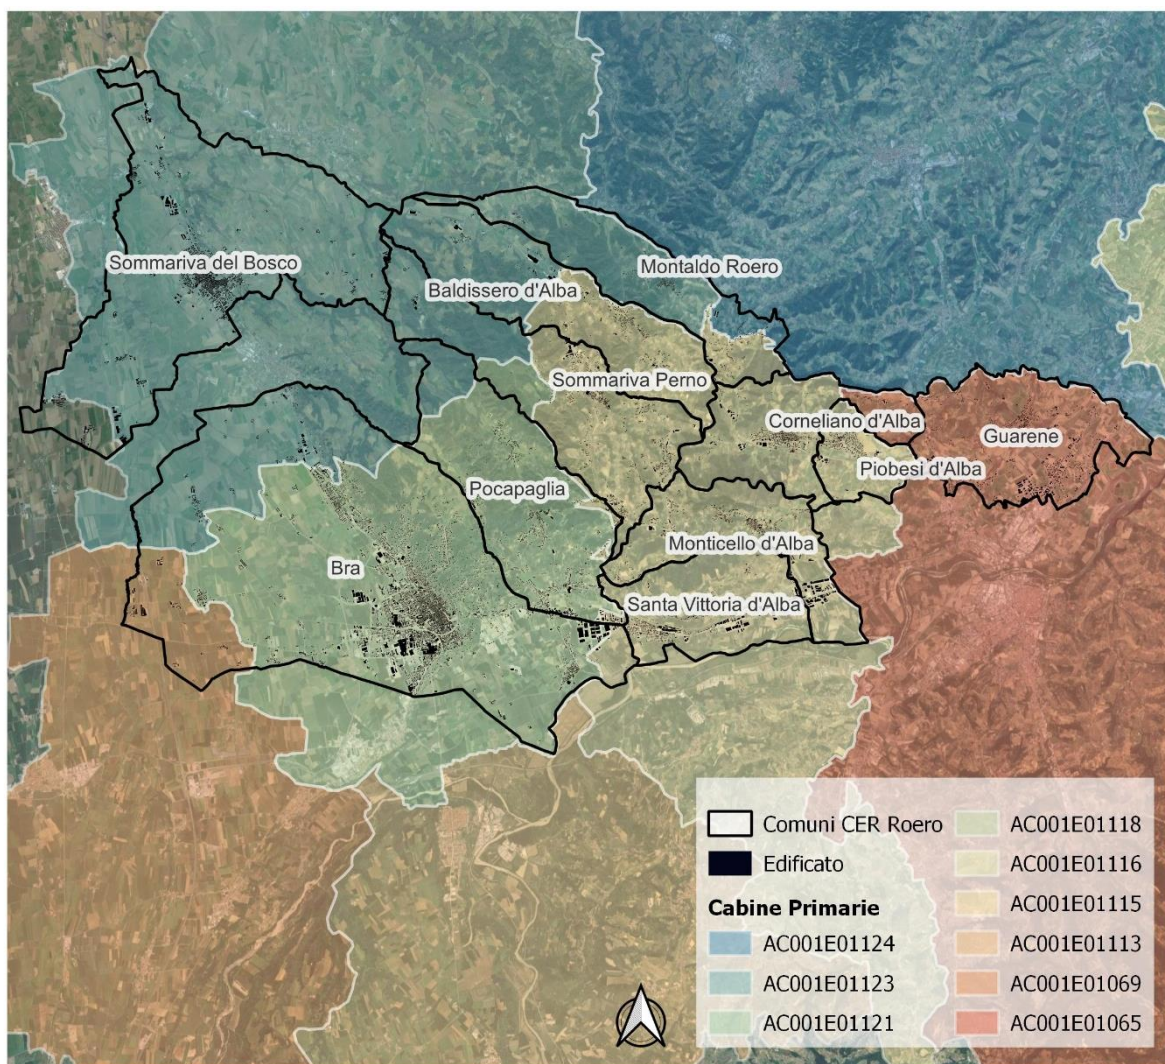 Sommariva del Bosco
Montaldo Roero
Baldissero d'Alba
Sommariva Perno
Corneliano d'Alba
Guarene
Piobesi d'Alba
Pocapaglia
Monticello d'Alba
Bra
Santa Vittoria d'Alba
Comuni CER Roero
Edificato
Cabine Primarie
AC001E01124
AC001E01123
AC001E01121
AC001E01118
AC001E01116
AC001E01115
AC001E01113
AC001E01069
AC001E01065